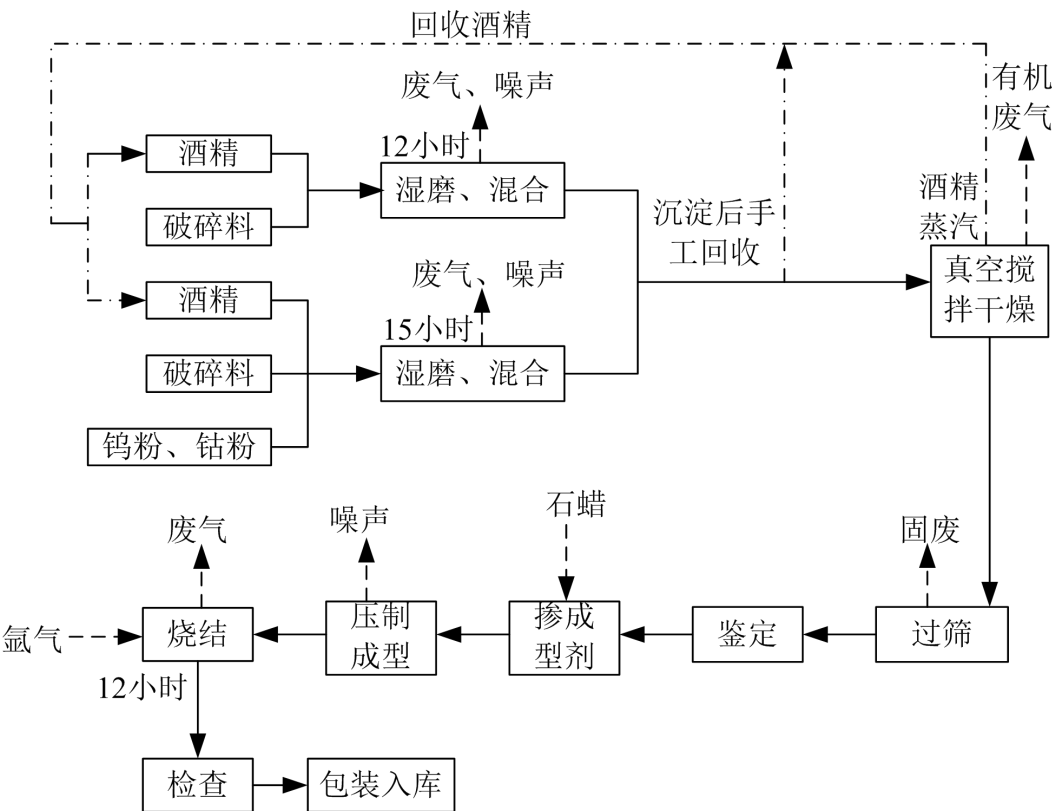 回收酒精
有机
废气
废气、噪声
12小时
酒精
湿磨、混合
破碎料
沉淀后手
工回收
酒精
蒸汽
真空搅
拌干燥
废气、噪声
15小时
酒精
湿磨、混合
破碎料
钨粉、钴粉
废气
噪声
石蜡
固废
氩气
烧结
压制
成型
掺成
型剂
鉴定
过筛
12小时
检查
包装入库